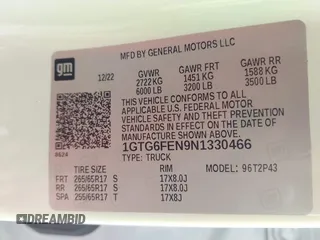 gm
MFD BY GENERAL MOTORS LLC
12/22 GVWR GAWR FRT GAWR RR
2722 KG 1451 KG 1588 KG
6000 LB 3200 LB 3500 LB
THIS VEHICLE CONFORMS TO ALL
APPLICABLE U.S. FEDERAL MOTOR
VEHICLE SAFETY AND THEFT
PREVENTION STANDARDS IN EFFECT ON
THE DATE OF MANUFACTURE SHOWN ABOVE.
1GTG6FEN9N1330466
TYPE: TRUCK MODEL: 96T2P43
TIRE SIZE RIM
FRT 265/65R17 S 17X8.0J
RR 265/65R17 S 17X8.0J
SPA 255/65R17 T 17X8J
DREAMBID